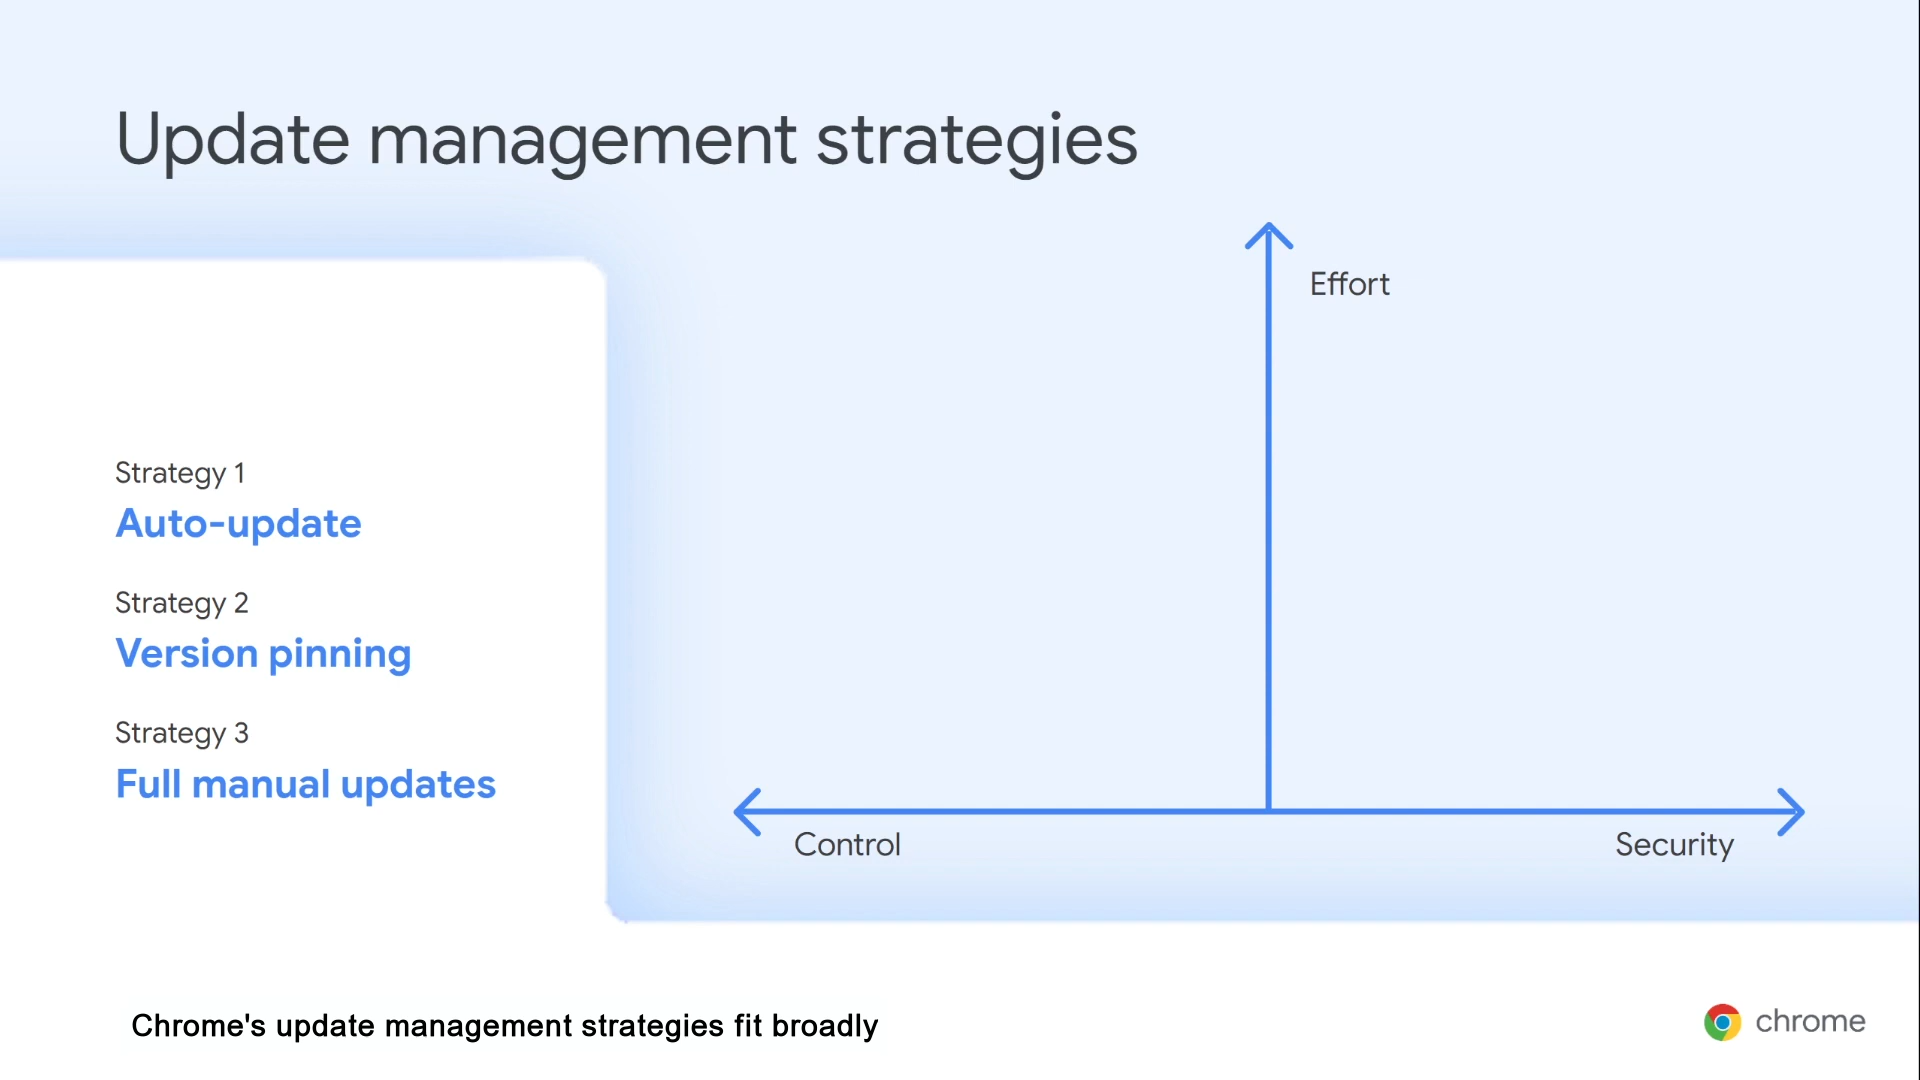 Update management strategies
Effort
Strategy 1
Auto-update
Strategy 2
Version pinning
Strategy 3
Full manual updates
Control
Security
Chrome's update management strategies fit broadly
chrome